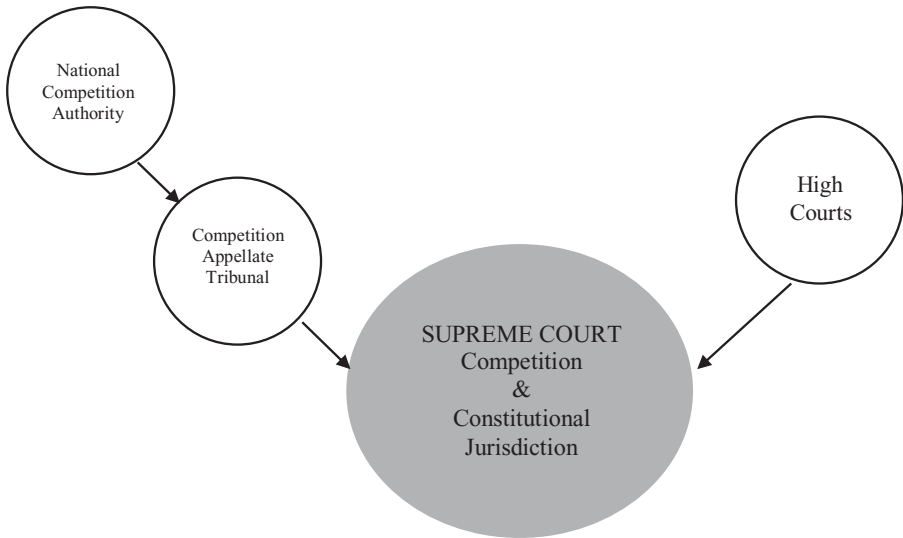 National
Competition
Authority
Competition
Appellate
Tribunal
High
Courts
SUPREME COURT
Competition
&
Constitutional
Jurisdiction